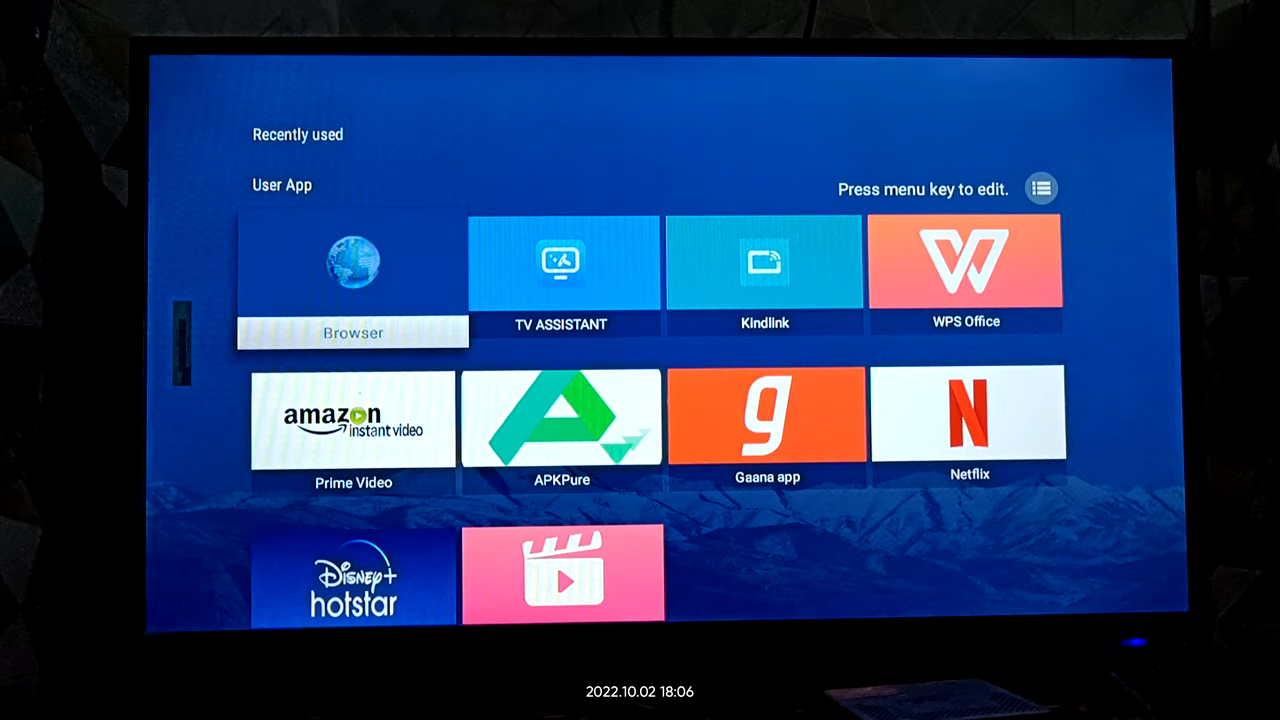 Recently used
User App
Press menu key to edit.
Browser
TV ASSISTANT
Kindlink
WPS Office
amazon
instant video
Prime Video
APKPure
g
Gaana app
N
Netflix
Disney+
hotstar
2022.10.02 18:06